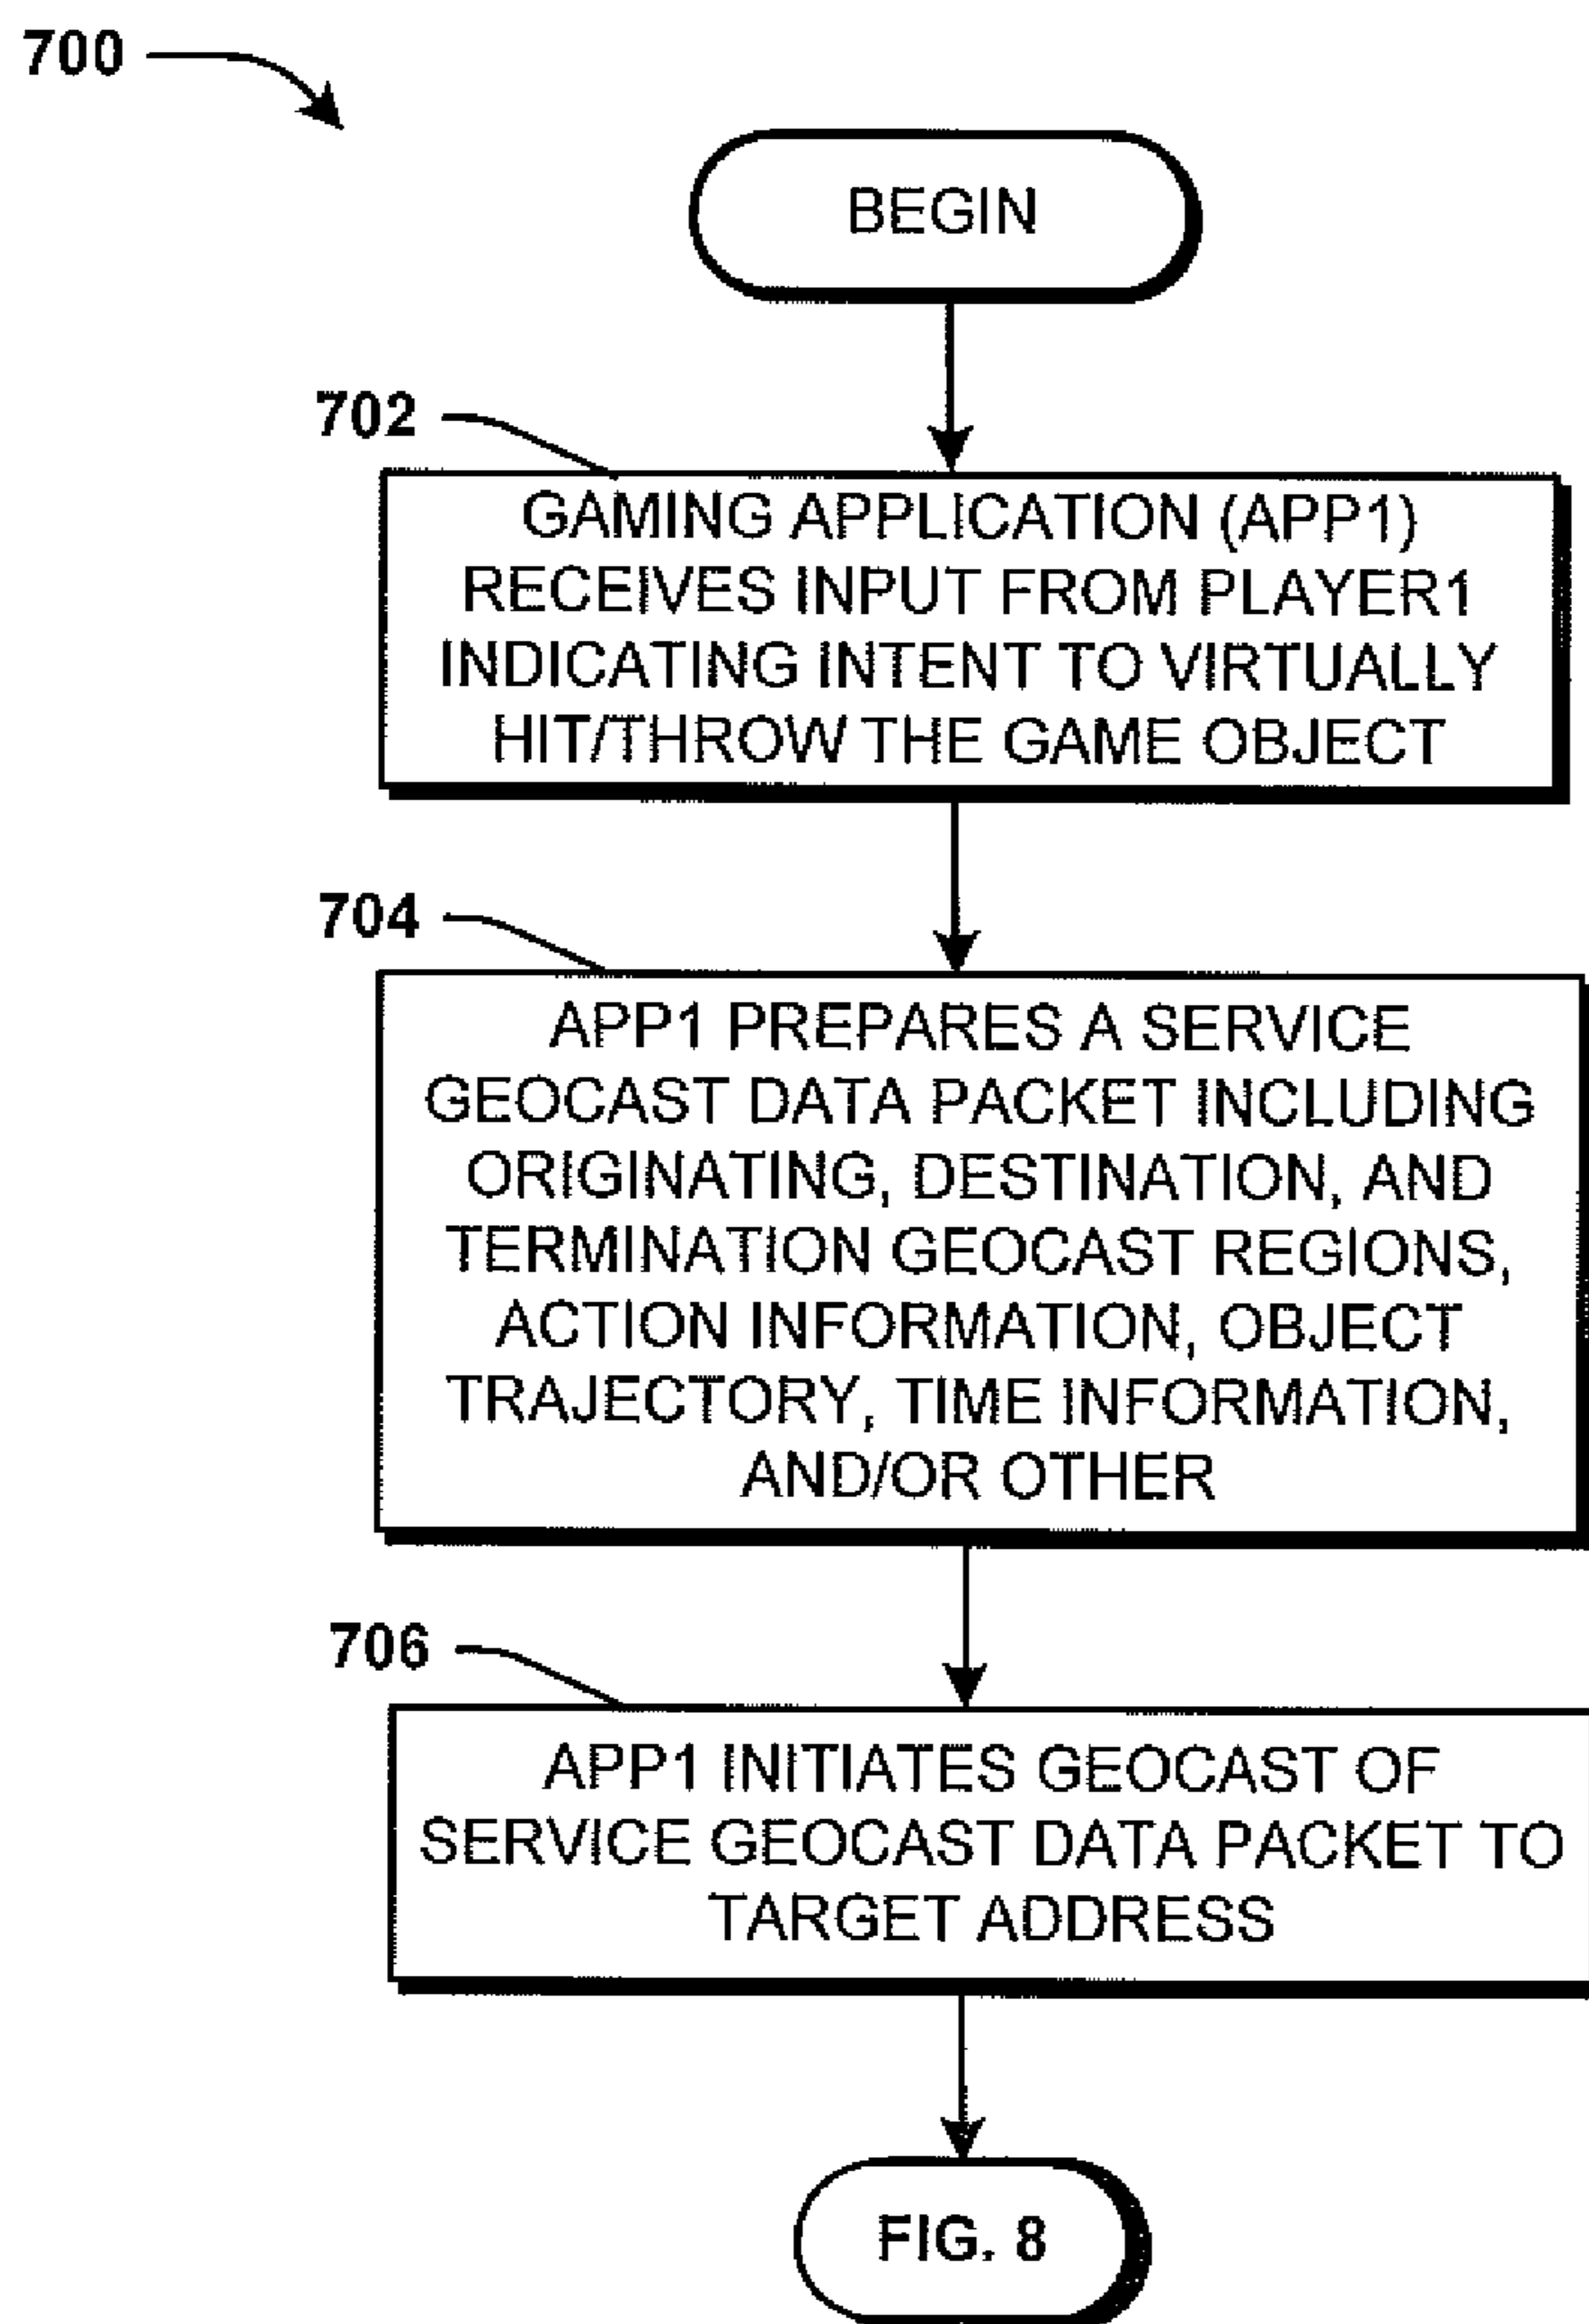 700
BEGIN
702
GAMING APPLICATION (APP1)
RECEIVES INPUT FROM PLAYER1
INDICATING INTENT TO VIRTUALLY
HIT/THROW THE GAME OBJECT
704
APP1 PREPARES A SERVICE
GEOCAST DATA PACKET INCLUDING
ORIGINATING, DESTINATION, AND
TERMINATION GEOCAST REGIONS,
ACTION INFORMATION, OBJECT
TRAJECTORY, TIME INFORMATION,
AND/OR OTHER
706
APP1 INITIATES GEOCAST OF
SERVICE GEOCAST DATA PACKET TO
TARGET ADDRESS
FIG. 8